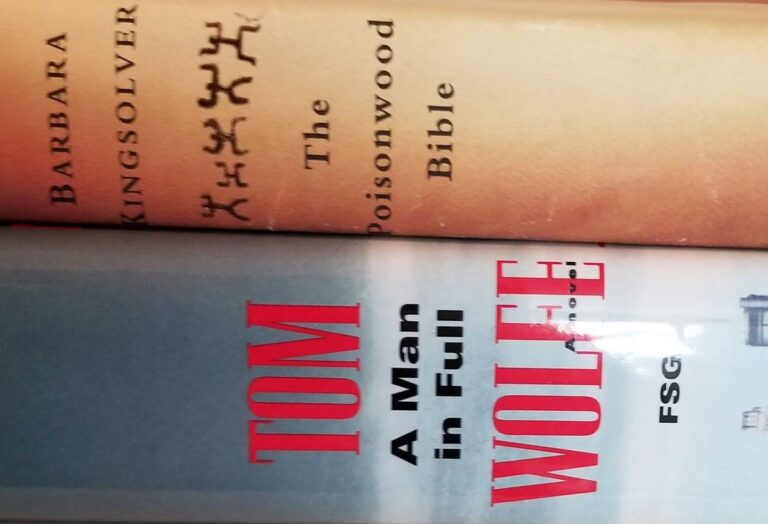 BARBARA
KINGSOLVER
The
Poisonwood
Bible
TOM
A Man
in Full
WOLFE
A novel
FSG